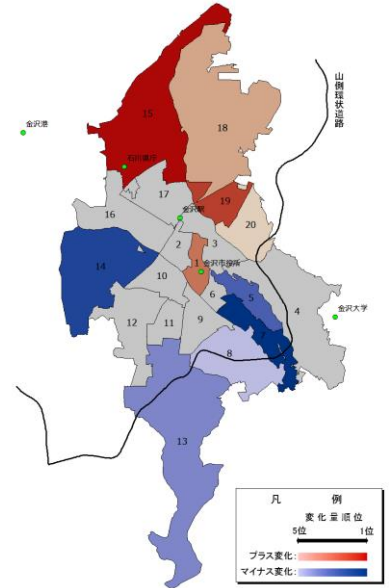 山側環状道路
金沢港
15
18
石川県庁
17
19
16
金沢駅
20
2
3
1
金沢市役所
14
10
6
5
4
金沢大学
12
11
9
7
8
13
凡 例
変化量順位
5位 1位
プラス変化:
マイナス変化: